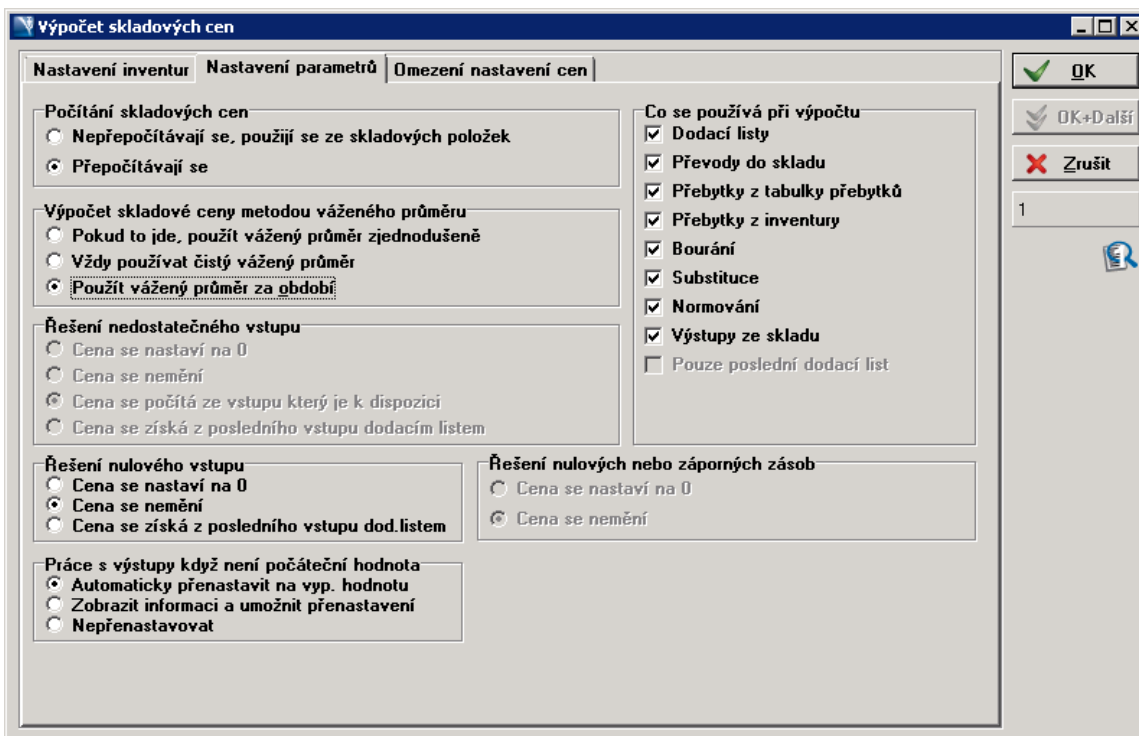 Výpočet skladových cen
Nastavení inventur
Nastavení parametrů
Omezení nastavení cen
Počítání skladových cen
Nepřepočítávají se, použijí se ze skladových položek
Přepočítávají se
Výpočet skladové ceny metodou váženého průměru
Pokud to jde, použít vážený průměr zjednodušeně
Vždy používat čistý vážený průměr
Použít vážený průměr za období
Řešení nedostatečného vstupu
Cena se nastaví na 0
Cena se nemění
Cena se počítá ze vstupu který je k dispozici
Cena se získá z posledního vstupu dodacím listem
Řešení nulového vstupu
Cena se nastaví na 0
Cena se nemění
Cena se získá z posledního vstupu dod.listem
Práce s výstupy když není počáteční hodnota
Automaticky přenastavit na vyp. hodnotu
Zobrazit informaci a umožnit přenastavení
Nepřenastavovat
Co se používá při výpočtu
Dodací listy
Převody do skladu
Přebytky z tabulky přebytků
Přebytky z inventury
Bourání
Substituce
Normování
Výstupy ze skladu
Pouze poslední dodací list
Řešení nulových nebo záporných zásob
Cena se nastaví na 0
Cena se nemění
OK
OK+Další
Zrušit
1